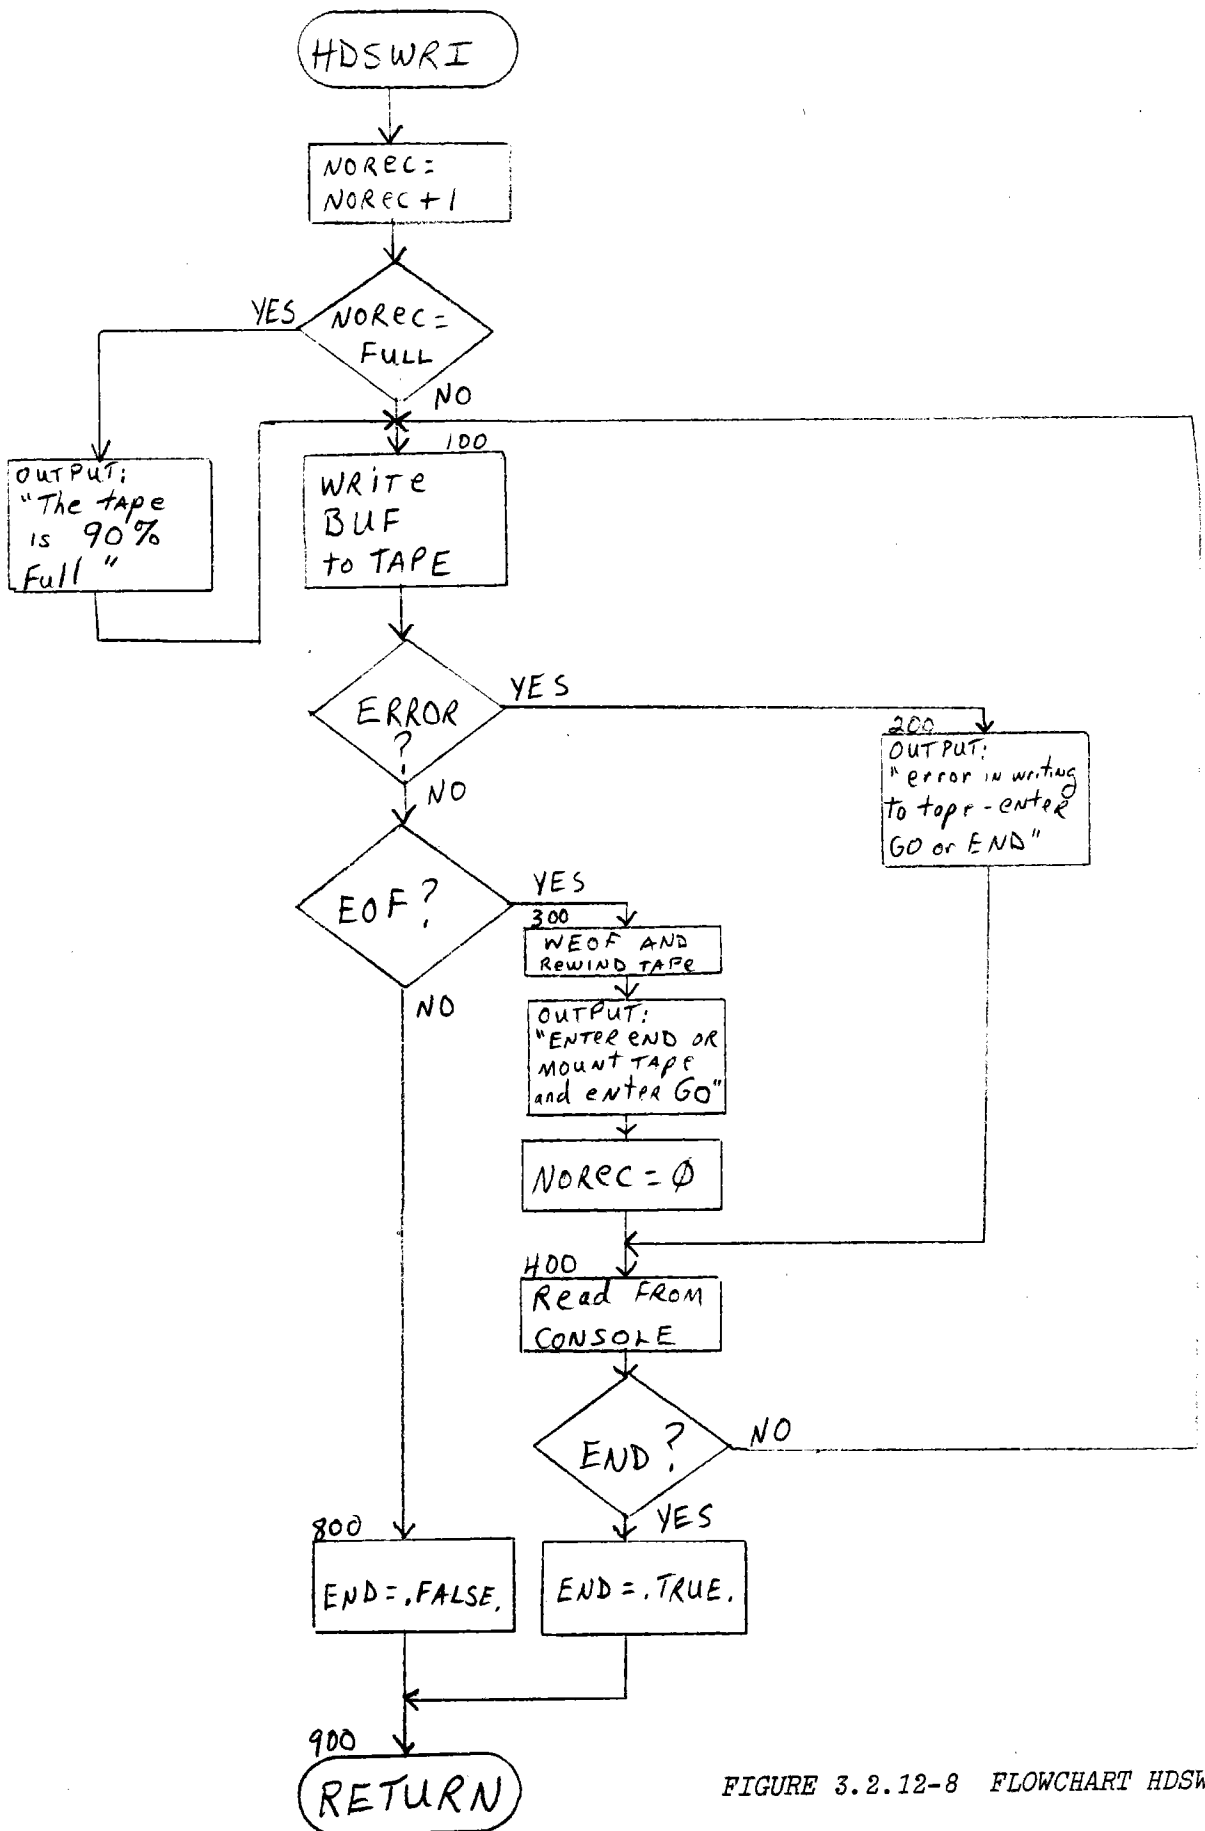 HDSWRI
NOREC=
NOREC+1
YES
NOREC=
FULL
NO
OUTPUT:
"The tape
is 90%
Full"
100
WRITE
BUF
to TAPE
ERROR
?
YES
NO
200
OUTPUT:
"error in writing
to tape - enter
GO or END"
EOF?
YES
NO
300
WEOF AND
REWIND TAPE
OUTPUT:
"ENTER END OR
MOUNT TAPE
and enter GO"
NOREC = Ø
400
Read FROM
CONSOLE
END?
NO
YES
800
END=.FALSE.
END=.TRUE.
900
RETURN
FIGURE 3.2.12-8 FLOWCHART HDSW